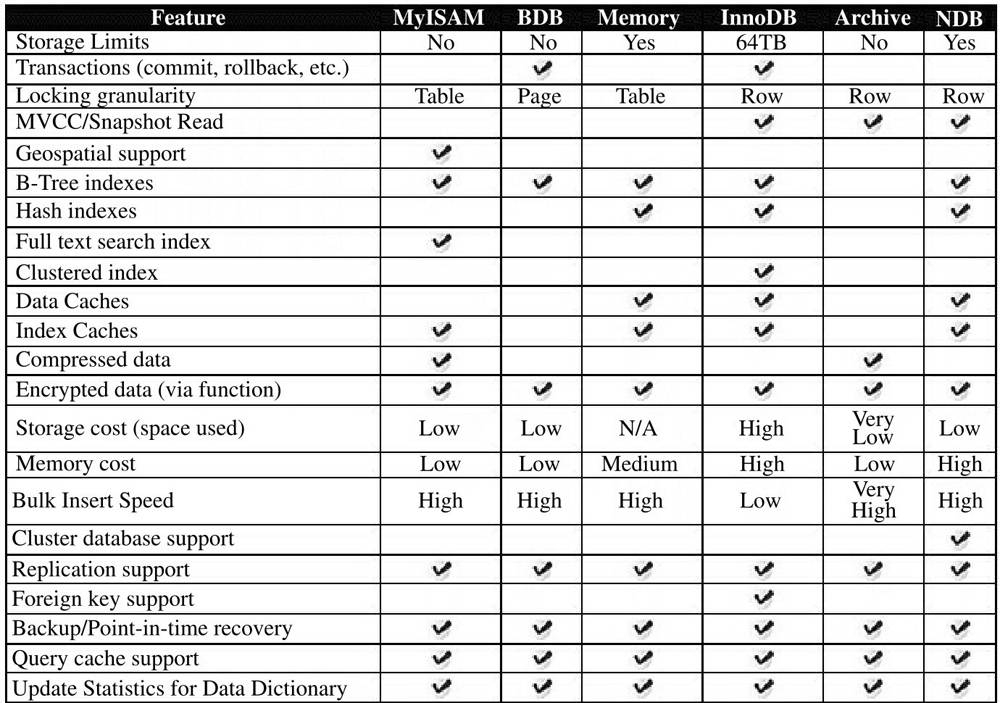 Feature MyISAM BDB Memory InnoDB Archive NDB
Storage Limits No No Yes 64TB No Yes
Transactions (commit, rollback, etc.) ✔ ✔
Locking granularity Table Page Table Row Row Row
MVCC/Snapshot Read ✔ ✔ ✔
Geospatial support ✔
B-Tree indexes ✔ ✔ ✔ ✔ ✔
Hash indexes ✔ ✔ ✔
Full text search index ✔
Clustered index ✔
Data Caches ✔ ✔ ✔
Index Caches ✔ ✔ ✔ ✔
Compressed data ✔ ✔
Encrypted data (via function) ✔ ✔ ✔ ✔ ✔ ✔
Storage cost (space used) Low Low N/A High Very Low Low
Memory cost Low Low Medium High Low High
Bulk Insert Speed High High High Low Very High High
Cluster database support ✔
Replication support ✔ ✔ ✔ ✔ ✔ ✔
Foreign key support ✔
Backup/Point-in-time recovery ✔ ✔ ✔ ✔ ✔ ✔
Query cache support ✔ ✔ ✔ ✔ ✔ ✔
Update Statistics for Data Dictionary ✔ ✔ ✔ ✔ ✔ ✔